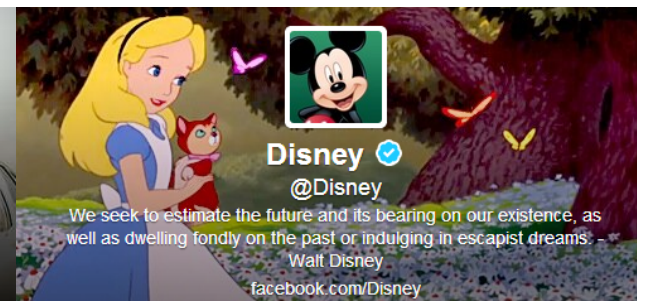 Disney
@Disney
We seek to estimate the future and its bearing on our existence, as
well as dwelling fondly on the past or indulging in escapist dreams. -
Walt Disney
facebook.com/Disney